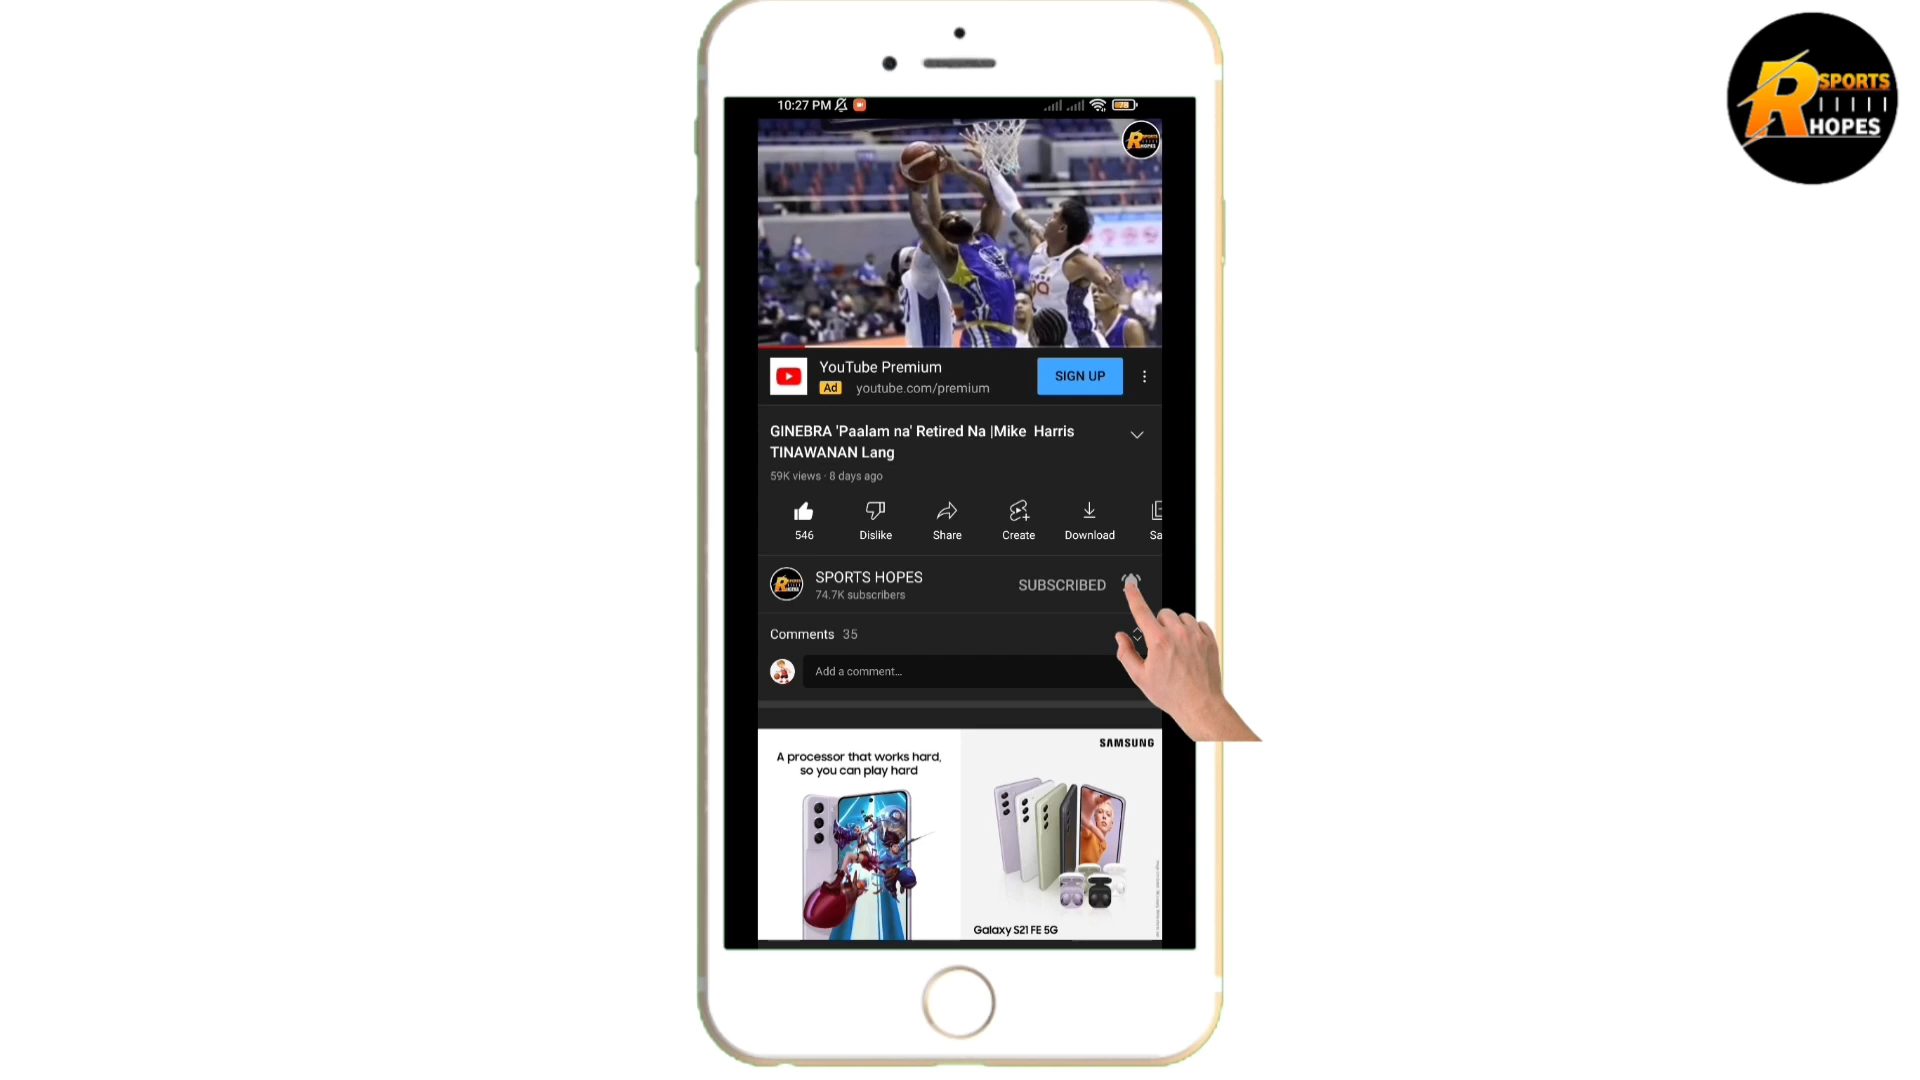 SPORTS
HOPES
10:27 PM
78
SPORTS
HOPES
YouTube Premium
SIGN UP
Ad youtube.com/premium
GINEBRA 'Paalam na' Retired Na |Mike Harris
TINAWANAN Lang
59K views · 8 days ago
546 Dislike Share Create Download Sa
SPORTS HOPES
SUBSCRIBED
74.7K subscribers
Comments 35
Add a comment...
A processor that works hard,
so you can play hard
SAMSUNG
Galaxy S21 FE 5G